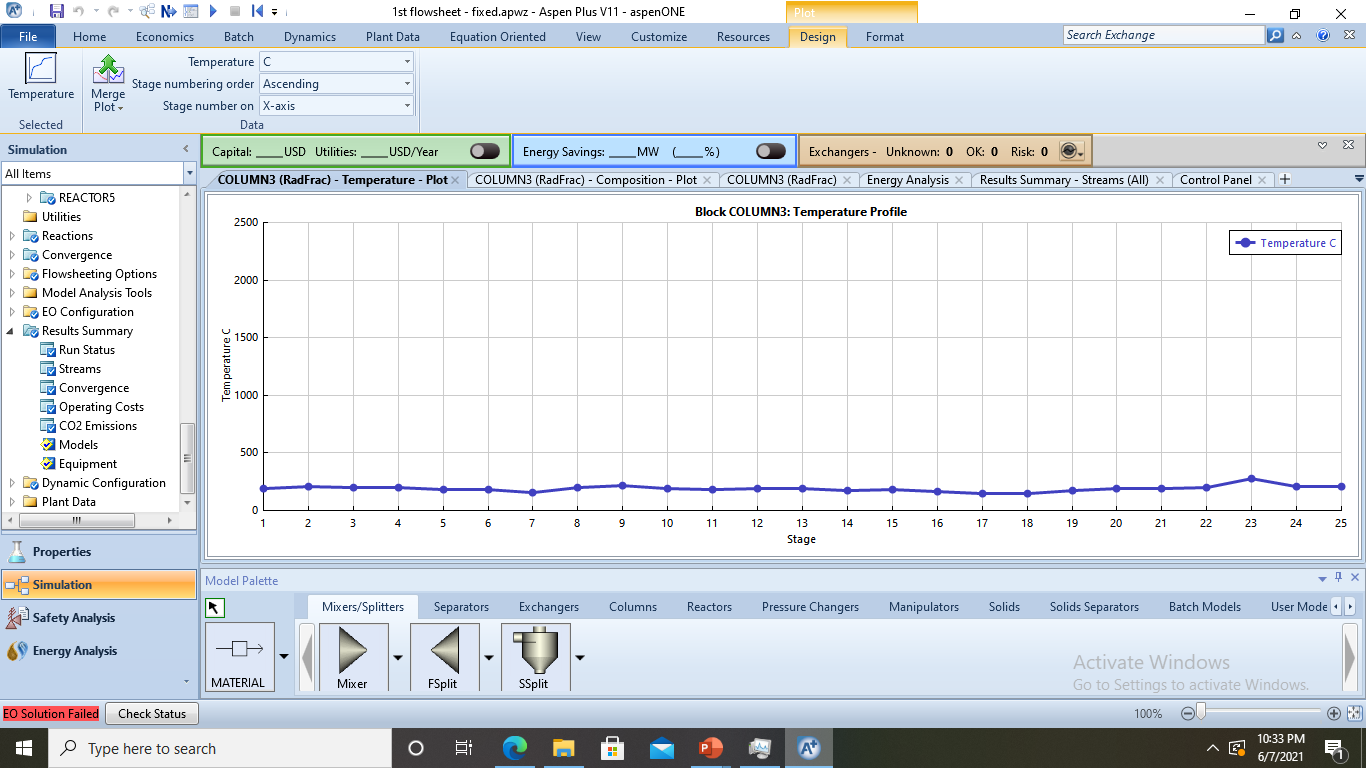 1st flowsheet - fixed.apwz - Aspen Plus V11 - aspenONE
Plot
File Home Economics Batch Dynamics Plant Data Equation Oriented View Customize Resources Design Format Search Exchange
Temperature
Selected
Merge
Plot
Temperature C
Stage numbering order Ascending
Stage number on X-axis
Data
Simulation
All Items
REACTOR5
Utilities
Reactions
Convergence
Flowsheeting Options
Model Analysis Tools
EO Configuration
Results Summary
Run Status
Streams
Convergence
Operating Costs
CO2 Emissions
Models
Equipment
Dynamic Configuration
Plant Data
Properties
Simulation
Safety Analysis
Energy Analysis
Capital: ____USD Utilities: ____USD/Year
Energy Savings: ____MW (____%)
Exchangers - Unknown: 0 OK: 0 Risk: 0
COLUMN3 (RadFrac) - Temperature - Plot COLUMN3 (RadFrac) - Composition - Plot COLUMN3 (RadFrac) Energy Analysis Results Summary - Streams (All) Control Panel
Block COLUMN3: Temperature Profile
Temperature C
2500
2000
1500
1000
500
0
Temperature C
1 2 3 4 5 6 7 8 9 10 11 12 13 14 15 16 17 18 19 20 21 22 23 24 25
Stage
Model Palette
Mixers/Splitters Separators Exchangers Columns Reactors Pressure Changers Manipulators Solids Solids Separators Batch Models User Mode
MATERIAL Mixer FSplit SSplit
Activate Windows
Go to Settings to activate Windows.
EO Solution Failed Check Status 100%
Type here to search
10:33 PM
6/7/2021
1